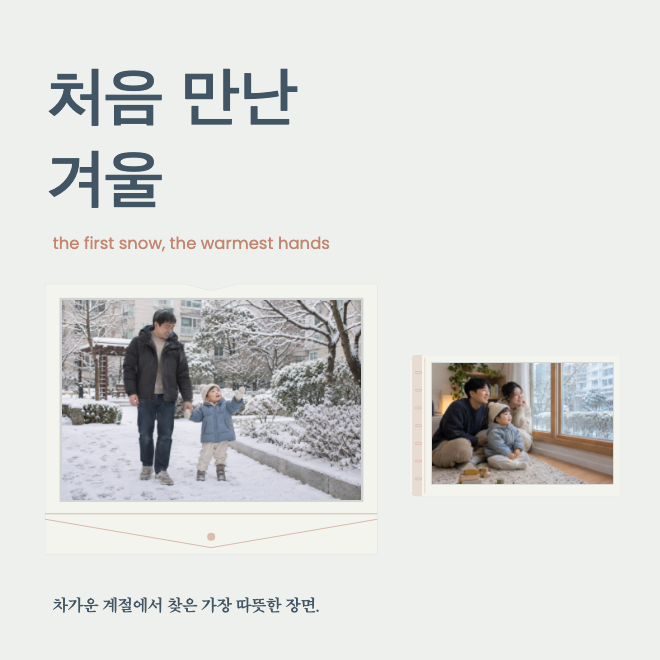 처음 만난
겨울
the first snow, the warmest hands
차가운 계절에서 찾은 가장 따뜻한 장면.